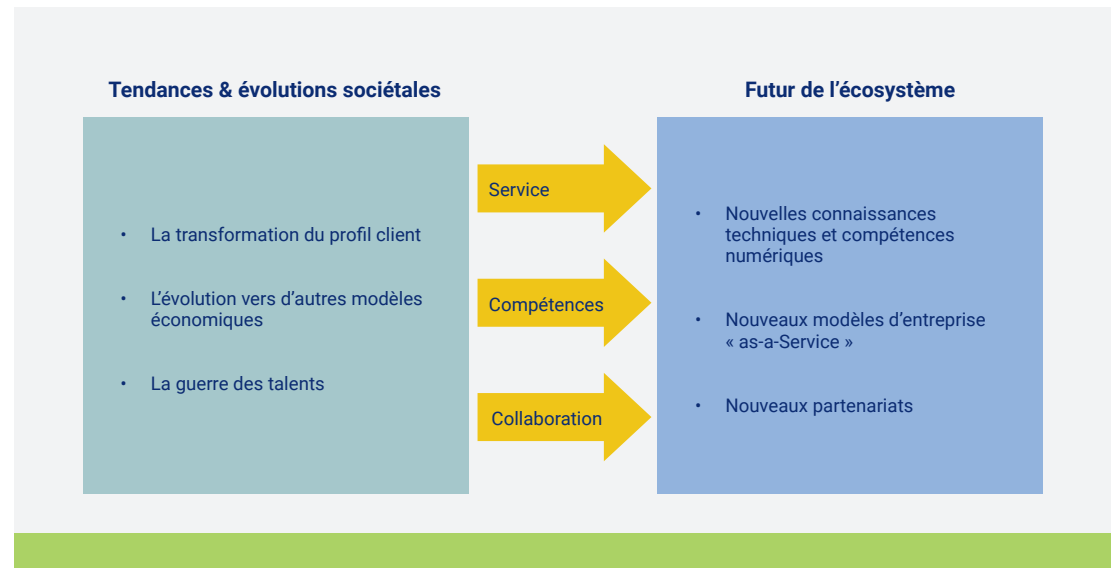 Tendances & évolutions sociétales
• La transformation du profil client
• L'évolution vers d'autres modèles
économiques
• La guerre des talents
Service
Compétences
Collaboration
Futur de l'écosystème
• Nouvelles connaissances
techniques et compétences
numériques
• Nouveaux modèles d'entreprise
« as-a-Service »
• Nouveaux partenariats